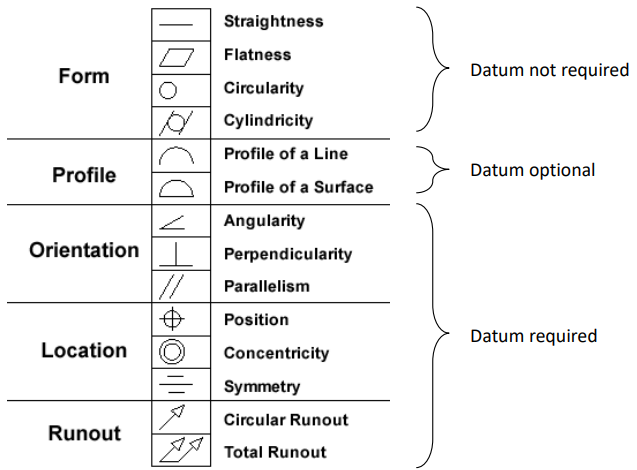 Straightness
Flatness
Form
Circularity
Cylindricity
Datum not required
Profile of a Line
Profile
Profile of a Surface
Datum optional
Angularity
Orientation
Perpendicularity
Parallelism
Position
Location
Concentricity
Symmetry
Circular Runout
Runout
Total Runout
Datum required